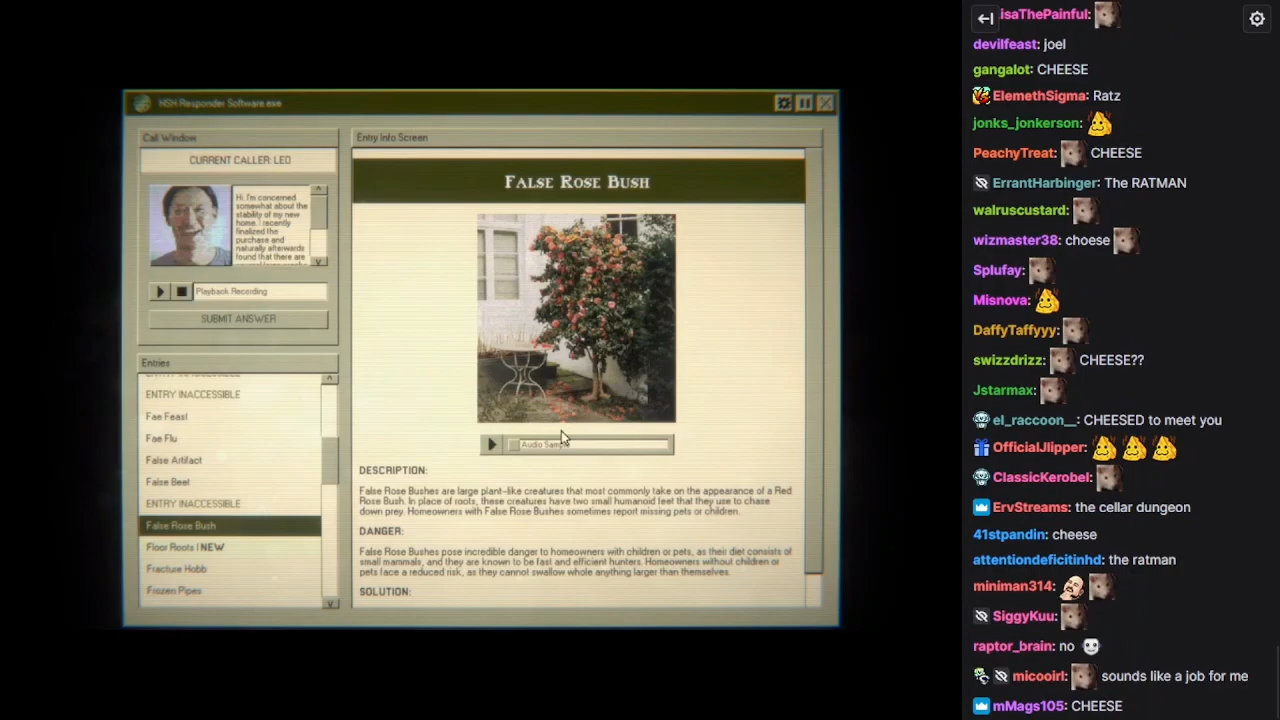 NSH Responder Software.exe
Call Window
CURRENT CALLER: LEO
Hi, I'm concerned
somewhat about the
stability of my new
home. I recently
finalized the
purchase and
naturally afterwards
found that there are
Playback Recording
SUBMIT ANSWER
Entries
ENTRY INACCESSIBLE
ENTRY INACCESSIBLE
Fae Feast
Fae Flu
False Artifact
False Beet
ENTRY INACCESSIBLE
False Rose Bush
Floor Roots | NEW
Fracture Hobb
Frozen Pipes
Entry Info Screen
FALSE ROSE BUSH
Audio Sample
DESCRIPTION:
False Rose Bushes are large plant-like creatures that most commonly take on the appearance of a Red
Rose Bush. In place of roots, these creatures have two small humanoid feet that they use to chase
down prey. Homeowners with False Rose Bushes sometimes report missing pets or children.
DANGER:
False Rose Bushes pose incredible danger to homeowners with children or pets, as their diet consists of
small mammals, and they are known to be fast and efficient hunters. Homeowners without children or
pets face a reduced risk, as they cannot swallow whole anything larger than themselves.
SOLUTION:
isaThePainful:
devilfeast: joel
gangalot: CHEESE
ElemethSigma: Ratz
jonks_jonkerson:
PeachyTreat: CHEESE
ErrantHarbinger: The RATMAN
walruscustard:
wizmaster38: choese
Splufay:
Misnova:
DaffyTaffyyy:
swizzdrizz: CHEESE??
Jstarmax:
el_raccoon__: CHEESED to meet you
OfficialJlipper:
ClassicKerobel:
ErvStreams: the cellar dungeon
41stpandin: cheese
attentiondeficitinhd: the ratman
miniman314:
SiggyKuu:
raptor_brain: no
micooirl: sounds like a job for me
mMags105: CHEESE